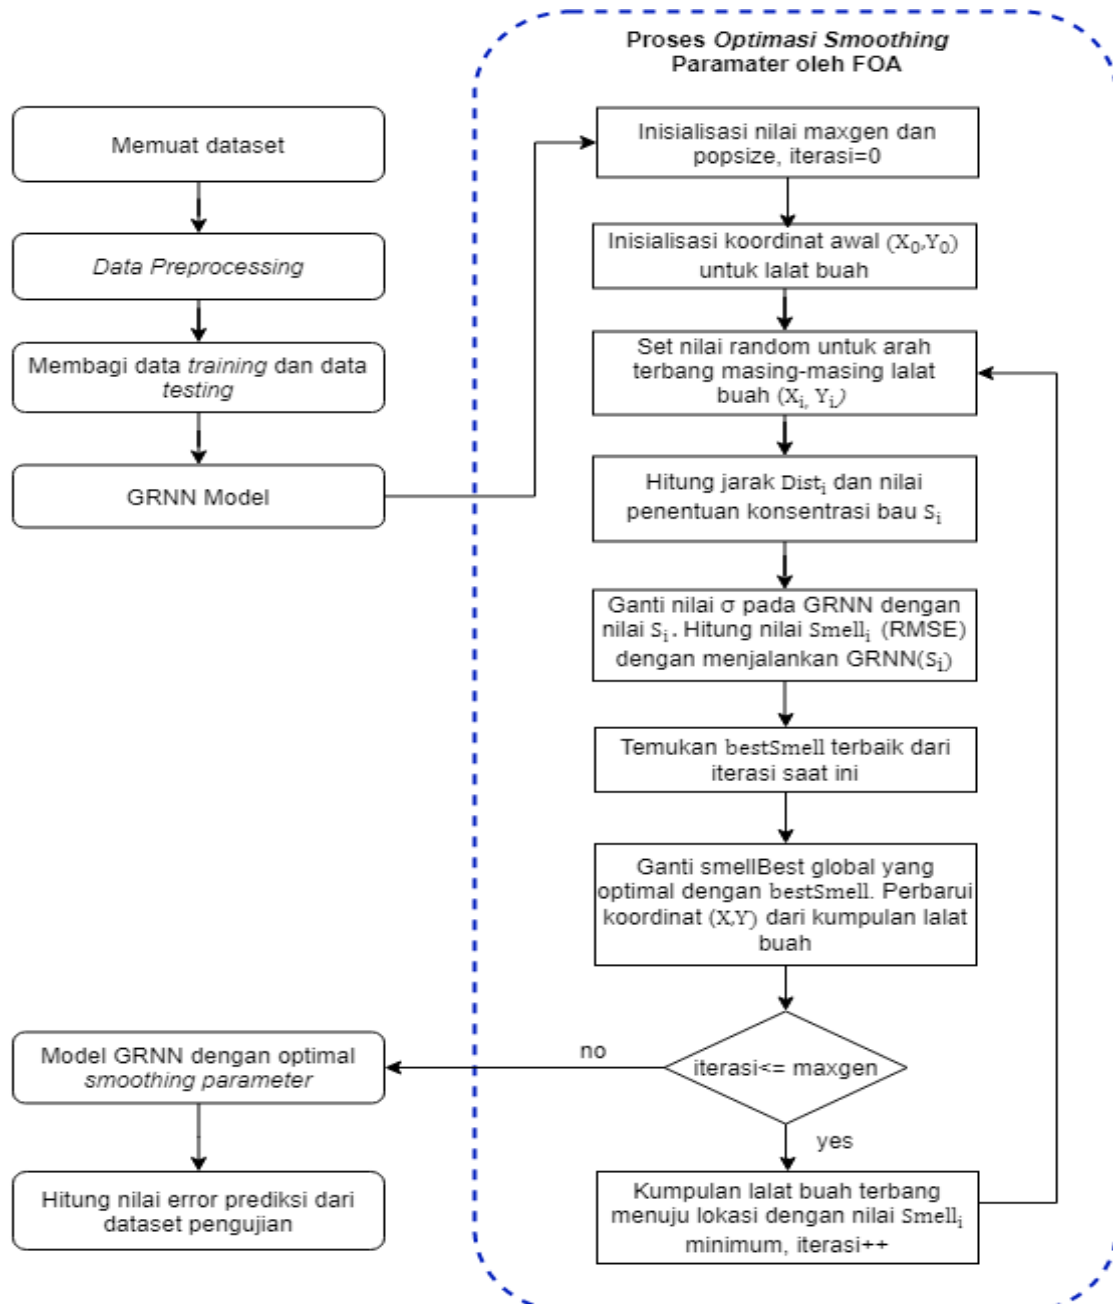 Proses Optimasi Smoothing
Paramater oleh FOA
Memuat dataset
Data Preprocessing
Membagi data training dan data
testing
GRNN Model
Inisialisasi nilai maxgen dan
popsize, iterasi=0
Inisialisasi koordinat awal (X₀,Y₀)
untuk lalat buah
Set nilai random untuk arah
terbang masing-masing lalat
buah (Xᵢ, Yᵢ)
Hitung jarak Distᵢ dan nilai
penentuan konsentrasi bau Sᵢ
Ganti nilai σ pada GRNN dengan
nilai Sᵢ. Hitung nilai Smellᵢ (RMSE)
dengan menjalankan GRNN(Sᵢ)
Temukan bestSmell terbaik dari
iterasi saat ini
Ganti smellBest global yang
optimal dengan bestSmell. Perbarui
koordinat (X,Y) dari kumpulan lalat
buah
iterasi<= maxgen
no
yes
Kumpulan lalat buah terbang
menuju lokasi dengan nilai Smellᵢ
minimum, iterasi++
Model GRNN dengan optimal
smoothing parameter
Hitung nilai error prediksi dari
dataset pengujian